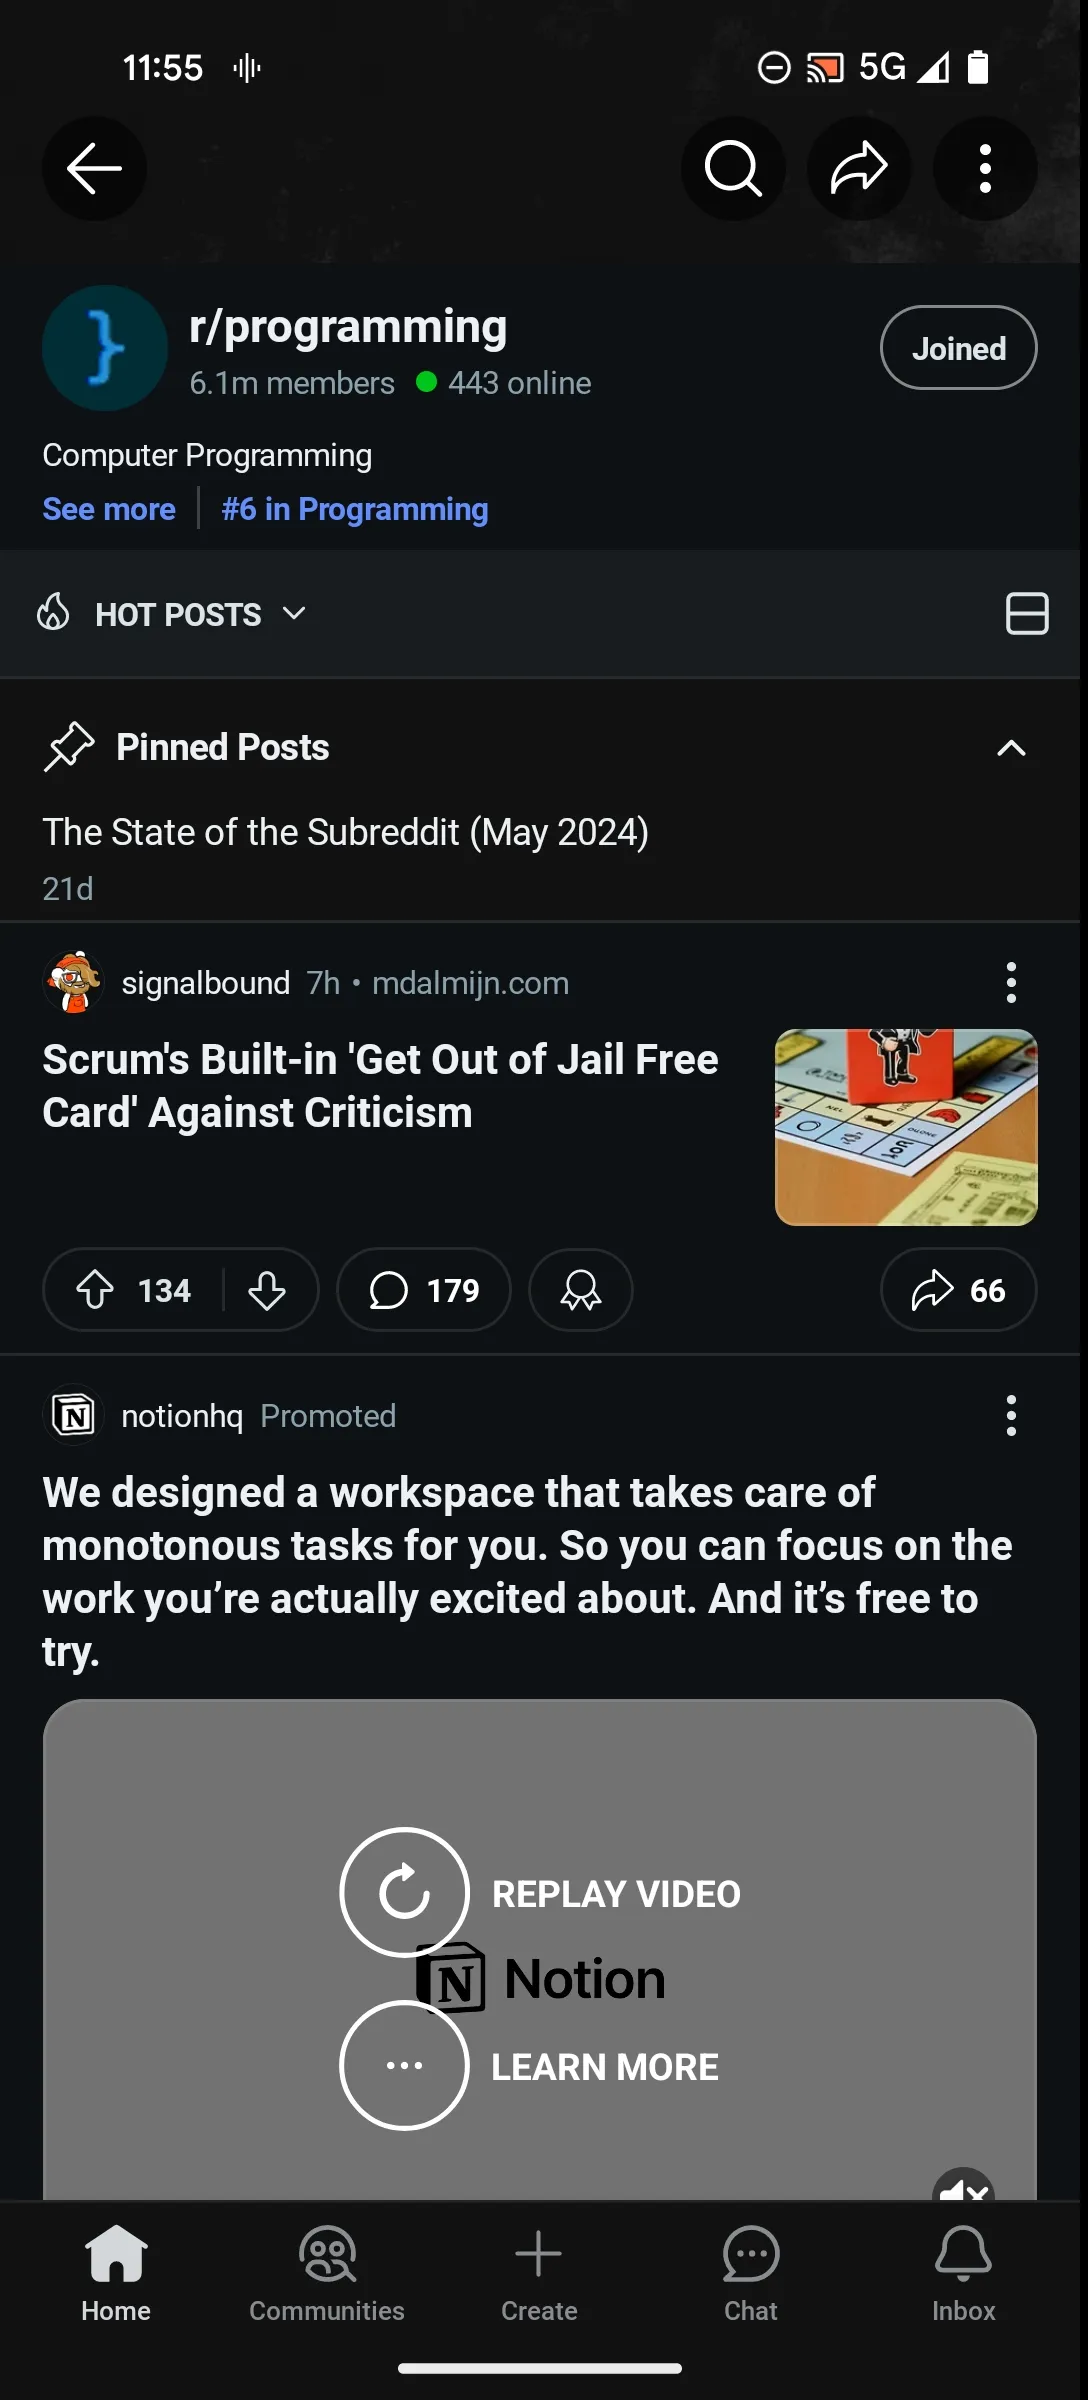 11:55
5G
r/programming
6.1m members 443 online
Joined
Computer Programming
See more
#6 in Programming
HOT POSTS
Pinned Posts
The State of the Subreddit (May 2024)
21d
signalbound 7h • mdalmijn.com
Scrum's Built-in 'Get Out of Jail Free
Card' Against Criticism
134
179
66
notionhq Promoted
We designed a workspace that takes care of
monotonous tasks for you. So you can focus on the
work you’re actually excited about. And it’s free to
try.
REPLAY VIDEO
Notion
LEARN MORE
Home
Communities
Create
Chat
Inbox